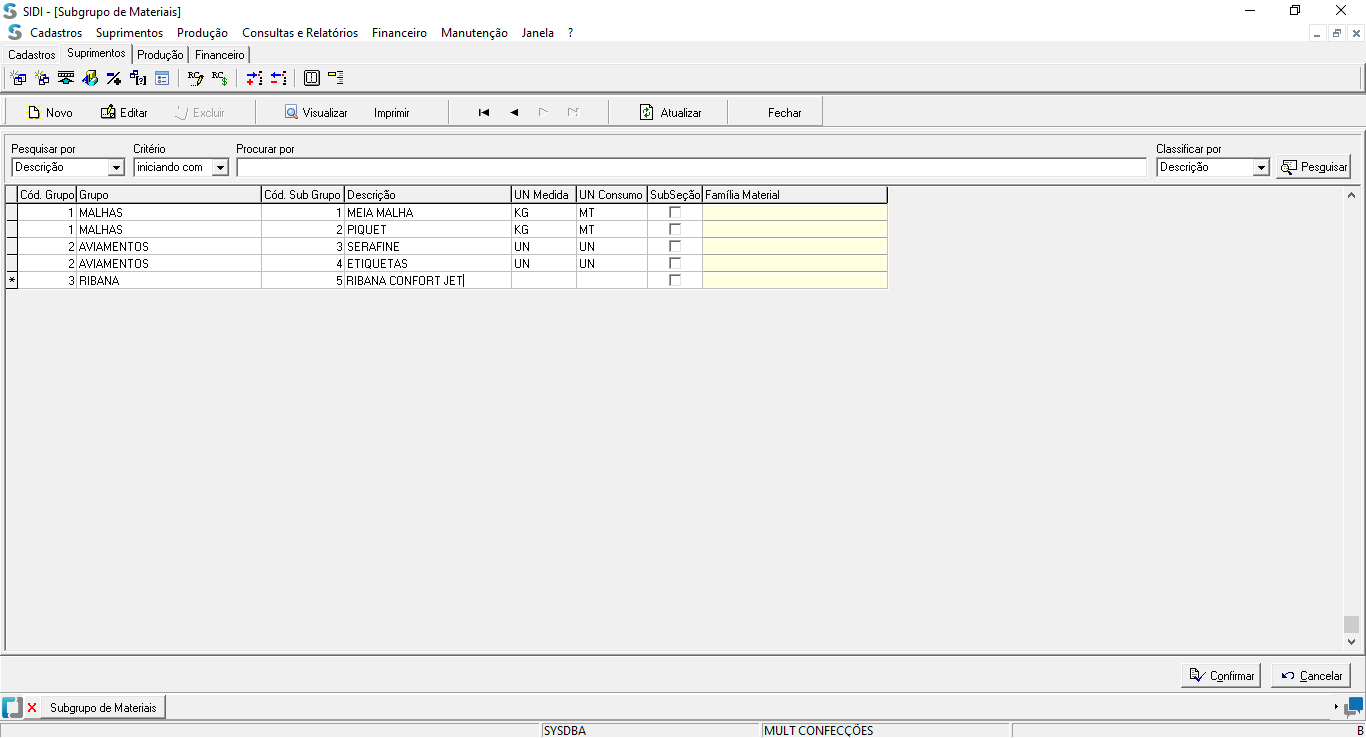 SIDI - [Subgrupo de Materiais]
Cadastros Suprimentos Produção Consultas e Relatórios Financeiro Manutenção Janela ?
Cadastros Suprimentos Produção Financeiro
Novo Editar Excluir Visualizar Imprimir Atualizar Fechar
Pesquisar por Critério Procurar por Classificar por
Descrição iniciando com Descrição Pesquisar
Cód. Grupo Grupo Cód. Sub Grupo Descrição UN Medida UN Consumo SubSeção Família Material
1 MALHAS 1 MEIA MALHA KG MT
1 MALHAS 2 PIQUET KG MT
2 AVIAMENTOS 3 SERAFINE UN UN
2 AVIAMENTOS 4 ETIQUETAS UN UN
* 3 RIBANA 5 RIBANA CONFORT JET
Confirmar Cancelar
Subgrupo de Materiais
SYSDBA MULT CONFECÇÕES B